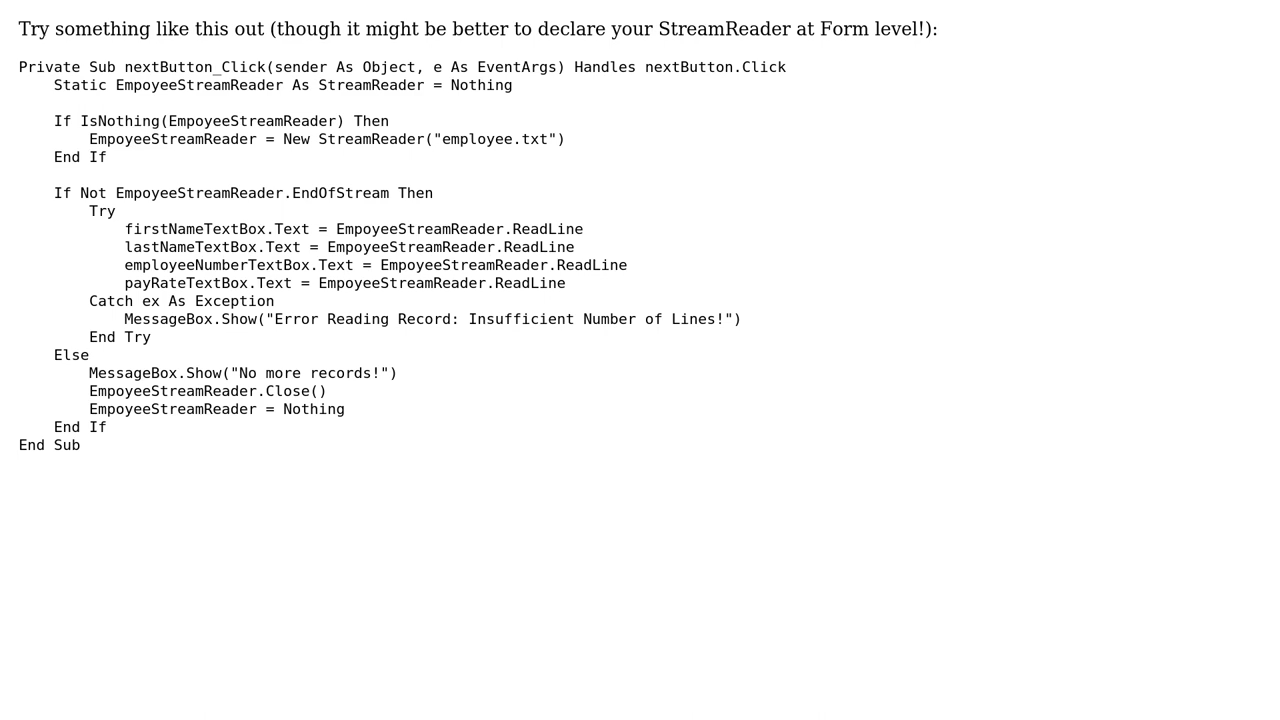 Try something like this out (though it might be better to declare your StreamReader at Form level!):
Private Sub nextButton_Click(sender As Object, e As EventArgs) Handles nextButton.Click
    Static EmpoyeeStreamReader As StreamReader = Nothing

    If IsNothing(EmpoyeeStreamReader) Then
        EmpoyeeStreamReader = New StreamReader("employee.txt")
    End If

    If Not EmpoyeeStreamReader.EndOfStream Then
        Try
            firstNameTextBox.Text = EmpoyeeStreamReader.ReadLine
            lastNameTextBox.Text = EmpoyeeStreamReader.ReadLine
            employeeNumberTextBox.Text = EmpoyeeStreamReader.ReadLine
            payRateTextBox.Text = EmpoyeeStreamReader.ReadLine
        Catch ex As Exception
            MessageBox.Show("Error Reading Record: Insufficient Number of Lines!")
        End Try
    Else
        MessageBox.Show("No more records!")
        EmpoyeeStreamReader.Close()
        EmpoyeeStreamReader = Nothing
    End If
End Sub